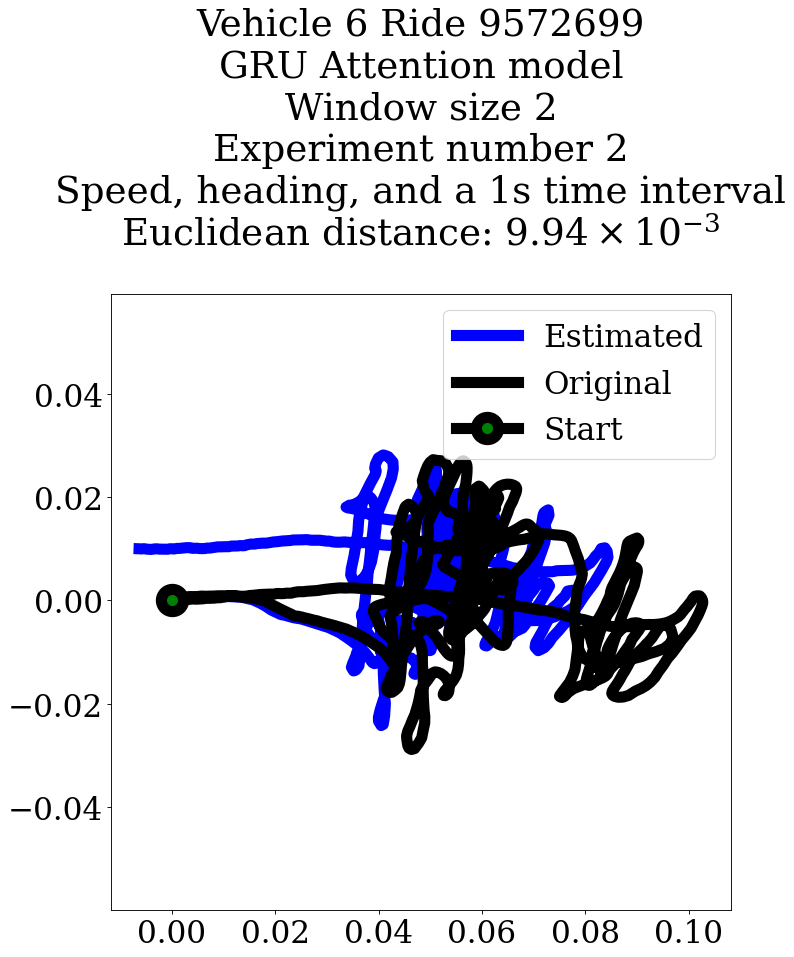 Vehicle 6 Ride 9572699
GRU Attention model
Window size 2
Experiment number 2
Speed, heading, and a 1s time interval
Euclidean distance: 9.94 × 10⁻³
Estimated
Original
Start
0.04
0.02
0.00
−0.02
−0.04
0.00 0.02 0.04 0.06 0.08 0.10